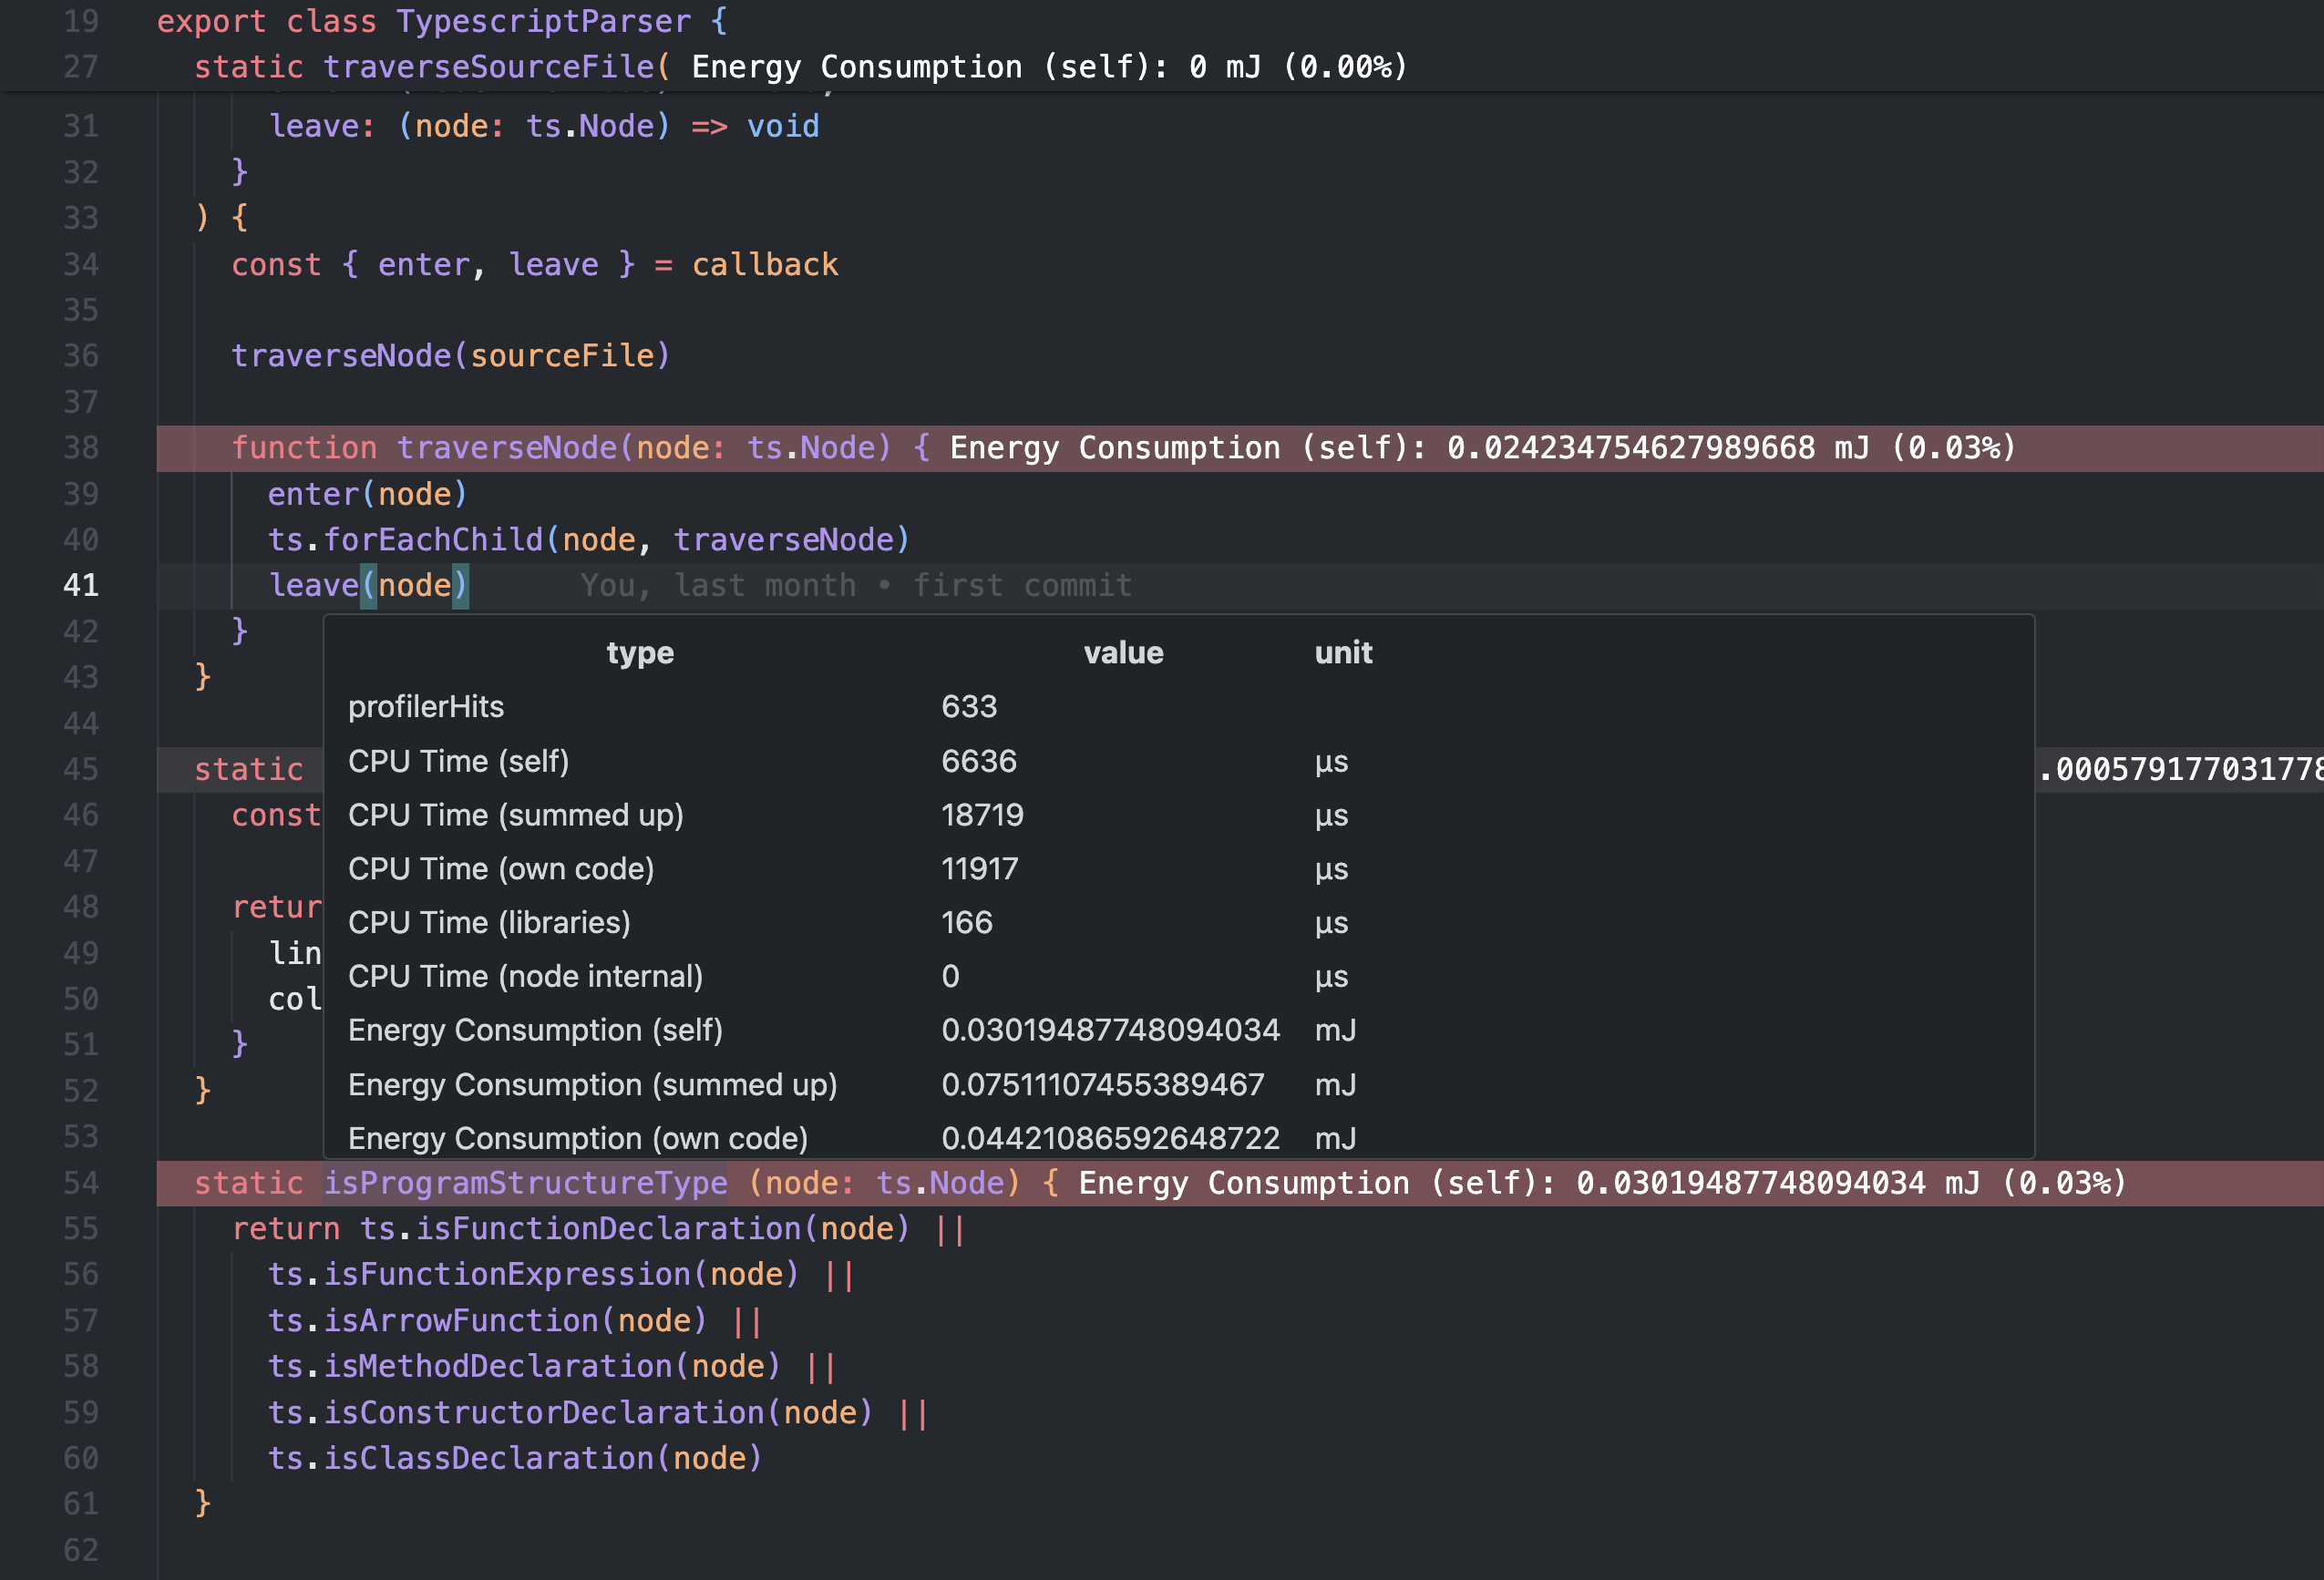 19 export class TypescriptParser {
27 static traverseSourceFile( Energy Consumption (self): 0 mJ (0.00%)
31 leave: (node: ts.Node) => void
32 }
33 ) {
34 const { enter, leave } = callback
35
36 traverseNode(sourceFile)
37
38 function traverseNode(node: ts.Node) { Energy Consumption (self): 0.024234754627989668 mJ (0.03%)
39 enter(node)
40 ts.forEachChild(node, traverseNode)
41 leave(node) You, last month • first commit
42 }
type value unit
43 }
profilerHits 633
44
CPU Time (self) 6636 µs
45 static .000579177031778
CPU Time (summed up) 18719 µs
46 const
CPU Time (own code) 11917 µs
47
CPU Time (libraries) 166 µs
48 retur
49 lin
CPU Time (node internal) 0 µs
50 col
Energy Consumption (self) 0.03019487748094034 mJ
51 }
Energy Consumption (summed up) 0.07511107455389467 mJ
52 }
Energy Consumption (own code) 0.04421086592648722 mJ
53
54 static isProgramStructureType (node: ts.Node) { Energy Consumption (self): 0.03019487748094034 mJ (0.03%)
55 return ts.isFunctionDeclaration(node) ||
56 ts.isFunctionExpression(node) ||
57 ts.isArrowFunction(node) ||
58 ts.isMethodDeclaration(node) ||
59 ts.isConstructorDeclaration(node) ||
60 ts.isClassDeclaration(node)
61 }
62